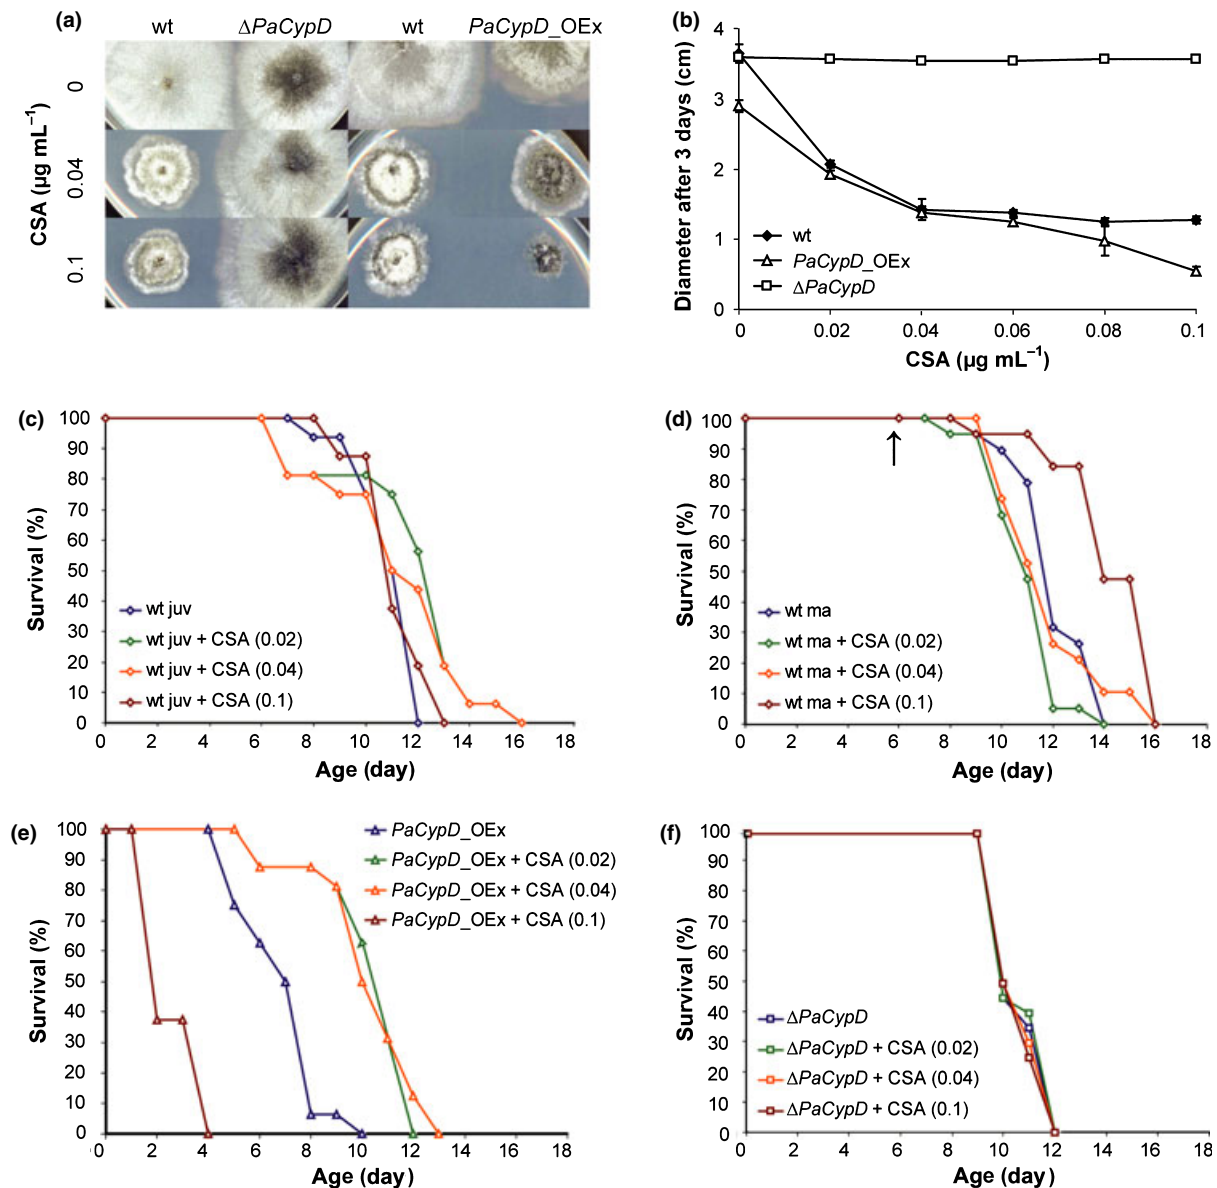 (a)
wt ΔPaCypD wt PaCypD_OEx
CSA (µg mL⁻¹)
0
0.04
0.1
(b)
Diameter after 3 days (cm)
4
3
2
1
0
wt
PaCypD_OEx
ΔPaCypD
0 0.02 0.04 0.06 0.08 0.1
CSA (µg mL⁻¹)
(c)
Survival (%)
100
90
80
70
60
50
40
30
20
10
0
wt juv
wt juv + CSA (0.02)
wt juv + CSA (0.04)
wt juv + CSA (0.1)
0 2 4 6 8 10 12 14 16 18
Age (day)
(d)
Survival (%)
100
90
80
70
60
50
40
30
20
10
0
wt ma
wt ma + CSA (0.02)
wt ma + CSA (0.04)
wt ma + CSA (0.1)
0 2 4 6 8 10 12 14 16 18
Age (day)
(e)
Survival (%)
100
90
80
70
60
50
40
30
20
10
0
PaCypD_OEx
PaCypD_OEx + CSA (0.02)
PaCypD_OEx + CSA (0.04)
PaCypD_OEx + CSA (0.1)
0 2 4 6 8 10 12 14 16 18
Age (day)
(f)
Survival (%)
100
90
80
70
60
50
40
30
20
10
0
ΔPaCypD
ΔPaCypD + CSA (0.02)
ΔPaCypD + CSA (0.04)
ΔPaCypD + CSA (0.1)
0 2 4 6 8 10 12 14 16 18
Age (day)